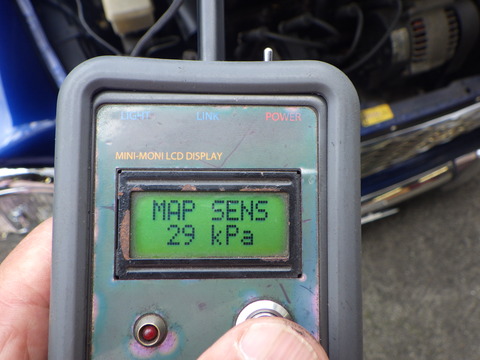 LIGHT LINK POWER
MINI-MONI LCD DISPLAY
MAP SENS
29 kPa